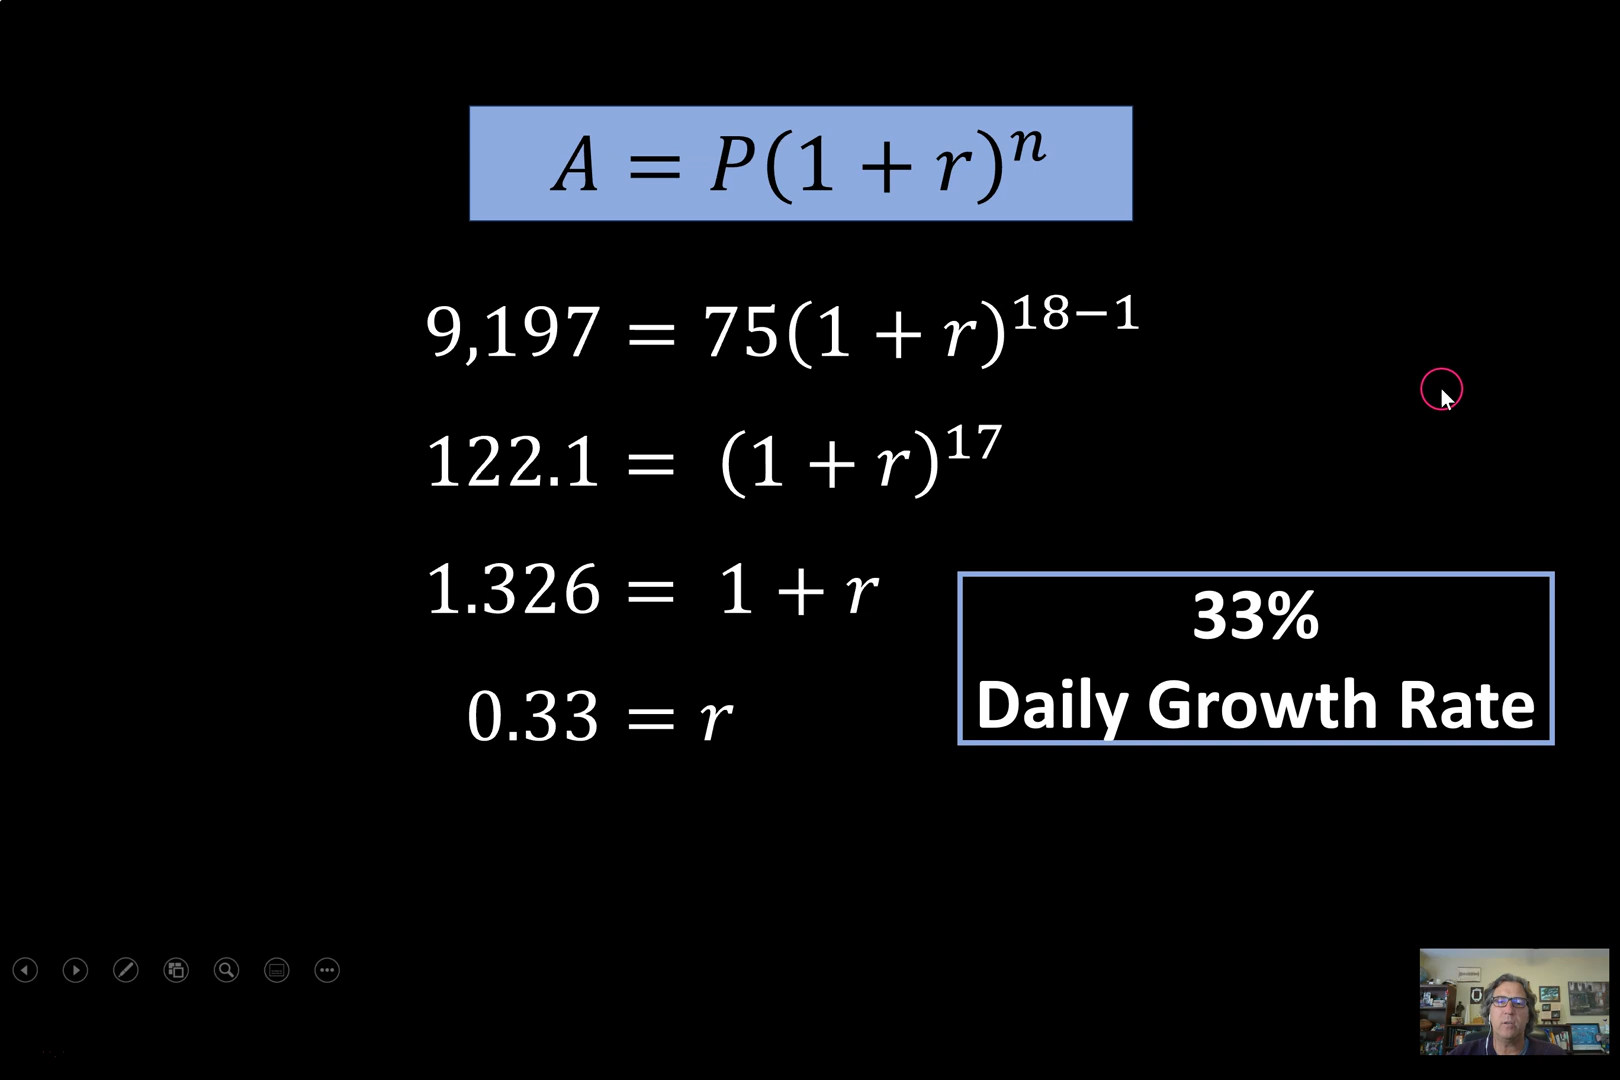 A = P(1 + r)ⁿ
9,197 = 75(1 + r)¹⁸⁻¹
122.1 = (1 + r)¹⁷
1.326 = 1 + r
0.33 = r
33%
Daily Growth Rate